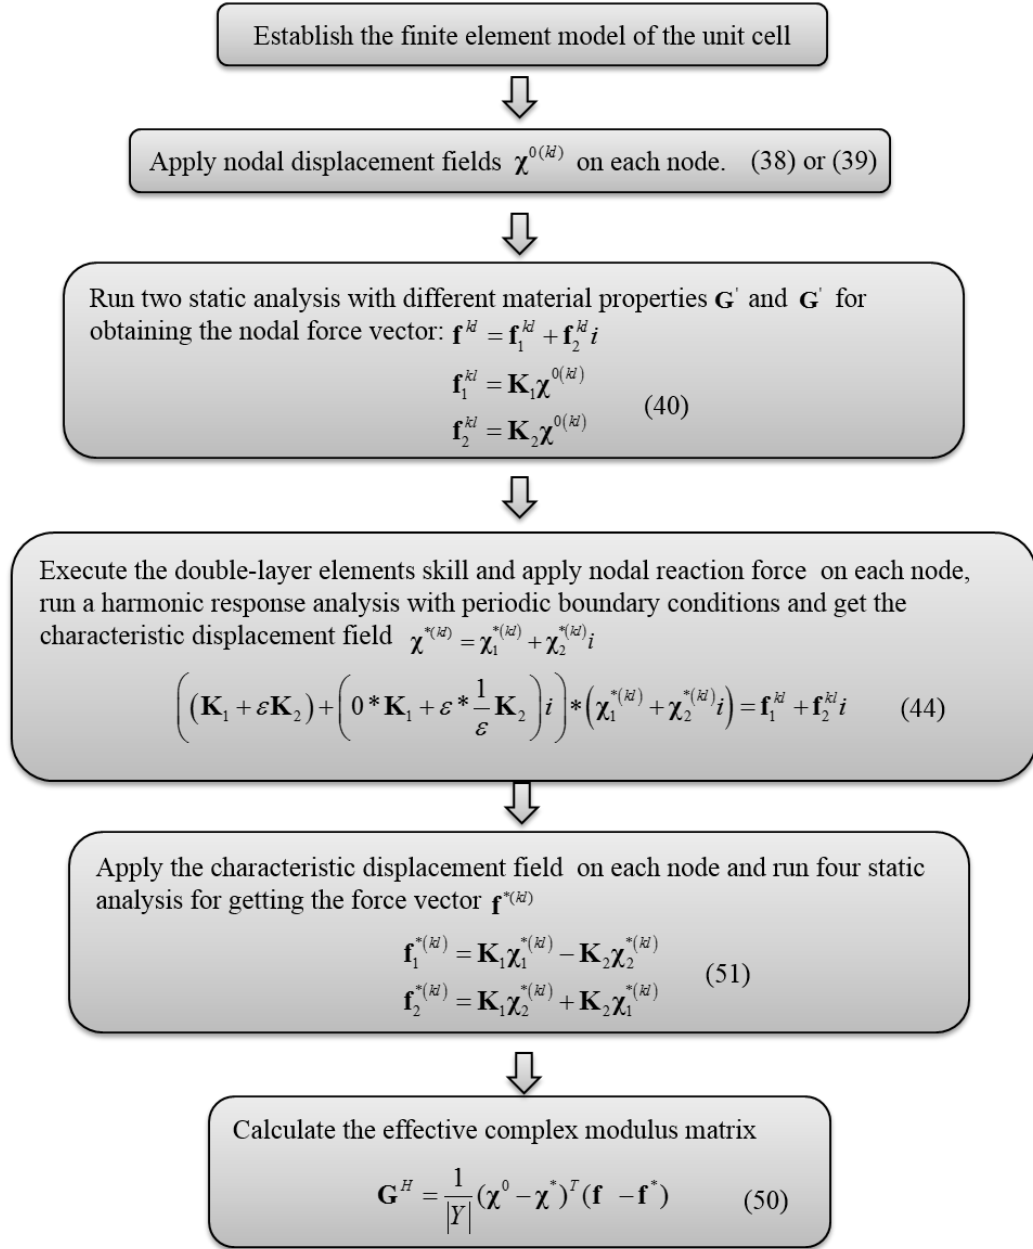 Establish the finite element model of the unit cell
Apply nodal displacement fields χ^{0(kl)} on each node. (38) or (39)
Run two static analysis with different material properties G' and G' for
obtaining the nodal force vector: f^{kl} = f_1^{kl} + f_2^{kl} i
f_1^{kl} = K_1 χ^{0(kl)}
f_2^{kl} = K_2 χ^{0(kl)}
(40)
Execute the double-layer elements skill and apply nodal reaction force on each node,
run a harmonic response analysis with periodic boundary conditions and get the
characteristic displacement field χ^{*(kl)} = χ_1^{*(kl)} + χ_2^{*(kl)} i
((K_1 + εK_2) + (0 * K_1 + ε * \frac{1}{ε} K_2) i) * (χ_1^{*(kl)} + χ_2^{*(kl)} i) = f_1^{kl} + f_2^{kl} i (44)
Apply the characteristic displacement field on each node and run four static
analysis for getting the force vector f^{*(kl)}
f_1^{*(kl)} = K_1 χ_1^{*(kl)} − K_2 χ_2^{*(kl)}
f_2^{*(kl)} = K_1 χ_2^{*(kl)} + K_2 χ_1^{*(kl)}
(51)
Calculate the effective complex modulus matrix
G^H = \frac{1}{|Y|} (χ^0 − χ^*)^T (f − f^*) (50)